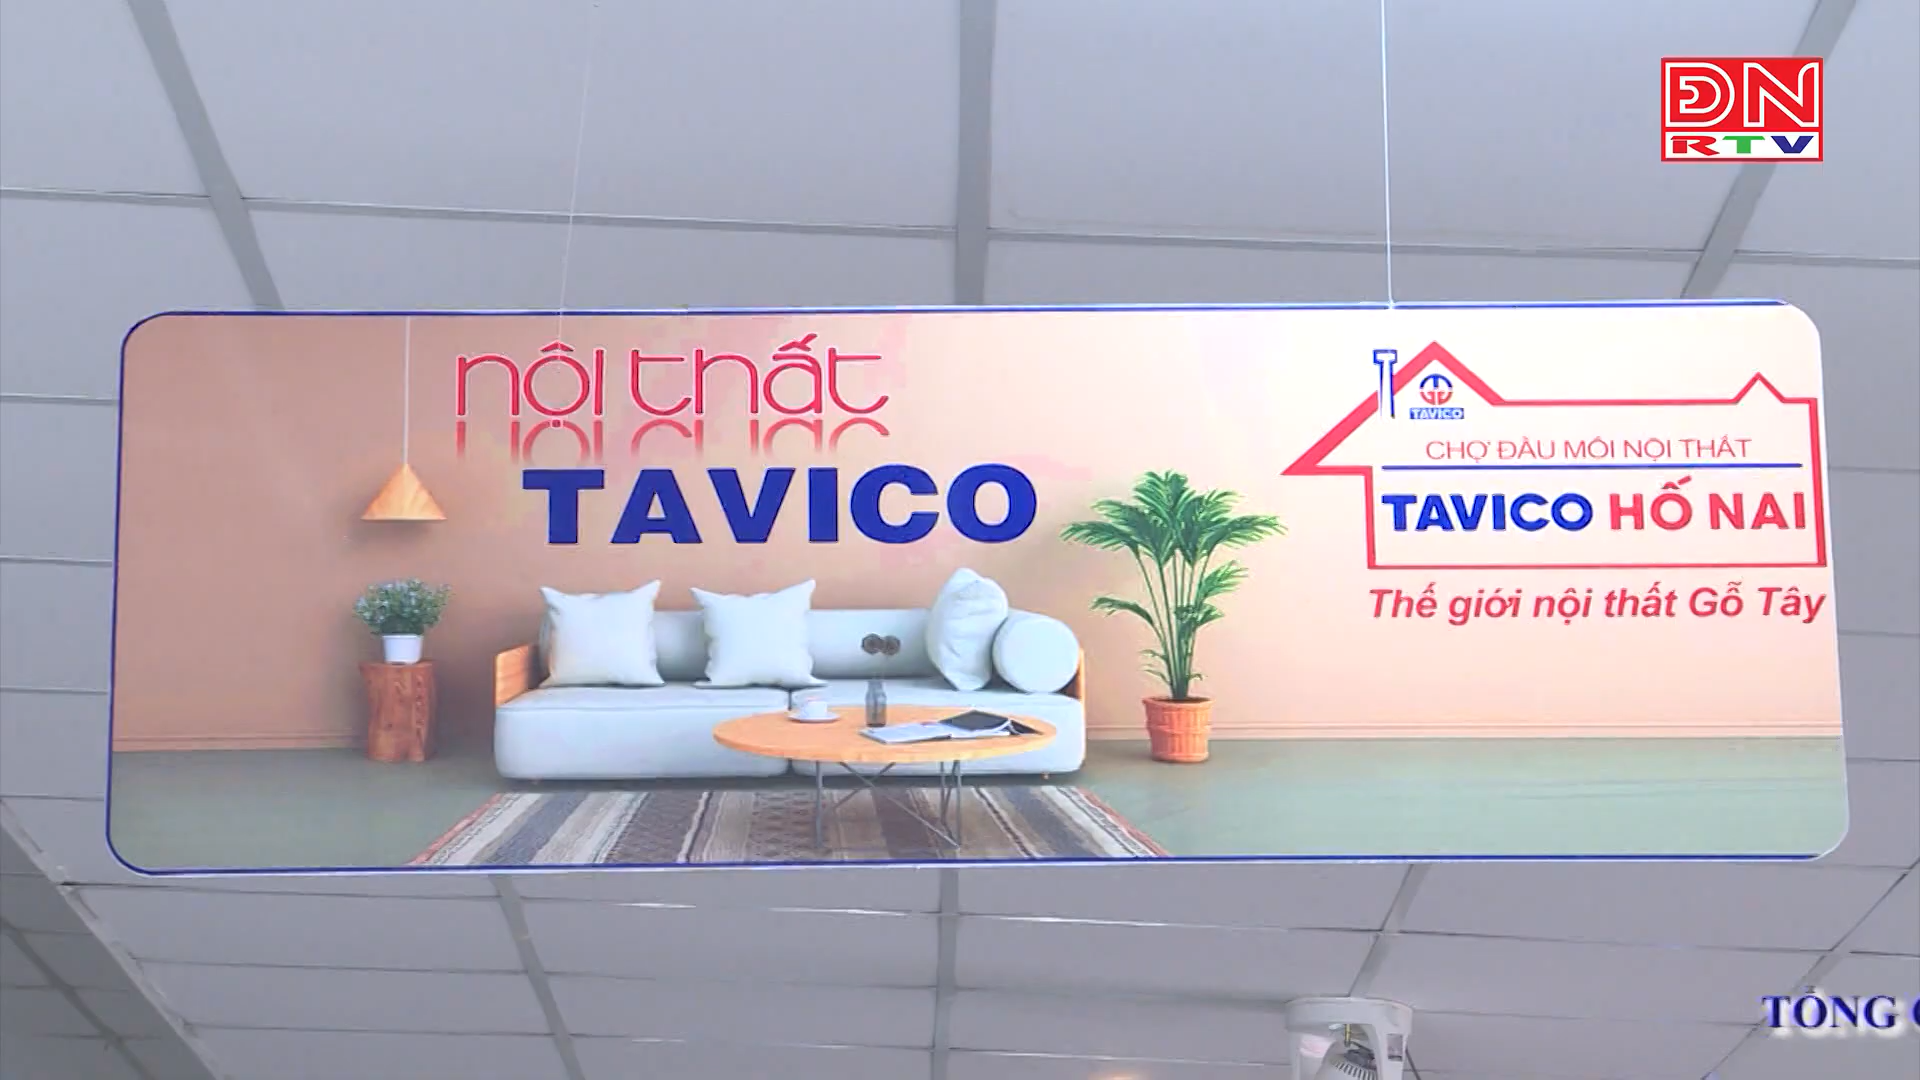 ĐN
RTV
nội thất
TAVICO
TAVICO
CHỢ ĐẦU MỐI NỘI THẤT
TAVICO HỐ NAI
Thế giới nội thất Gỗ Tây
TỔNG